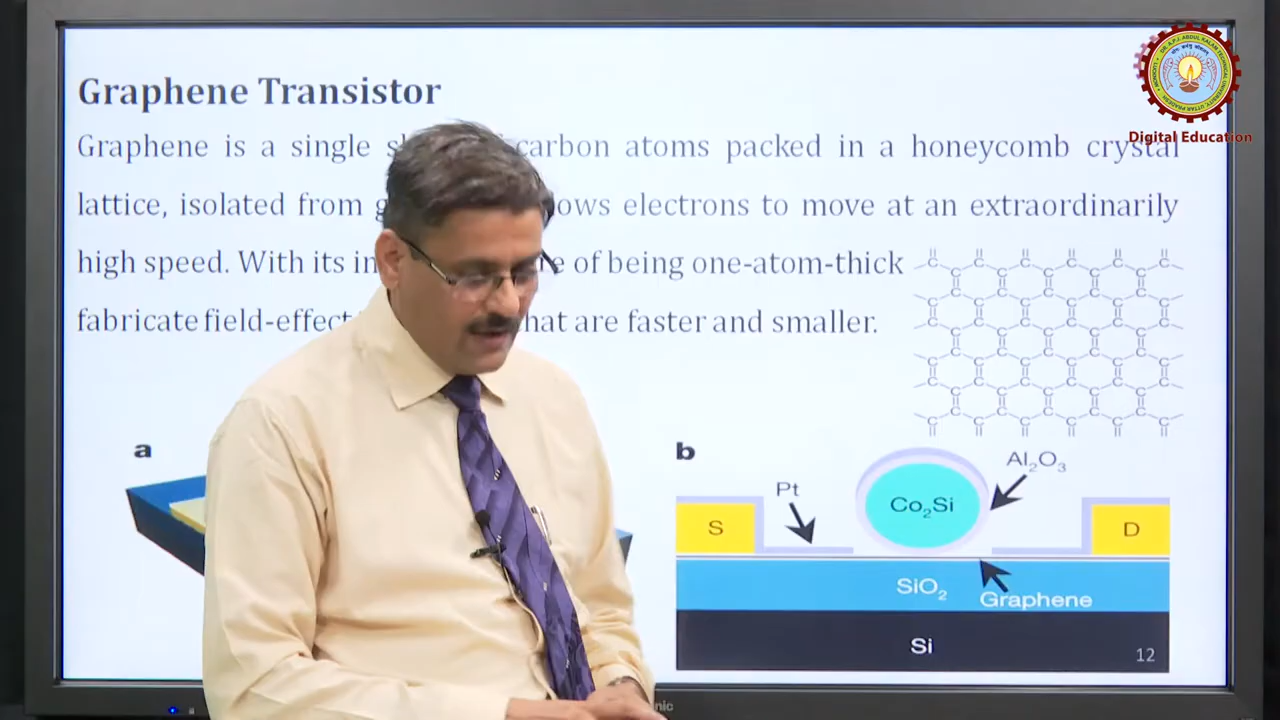 Graphene Transistor
Graphene is a single carbon atoms packed in a honeycomb crystal
lattice, isolated from electrons to move at an extraordinarily
high speed. With its of being one-atom-thick
fabricate field-effect that are faster and smaller.
Digital Education
a
b
Al2O3
Pt
Co2Si
S
D
SiO2
Graphene
Si
12